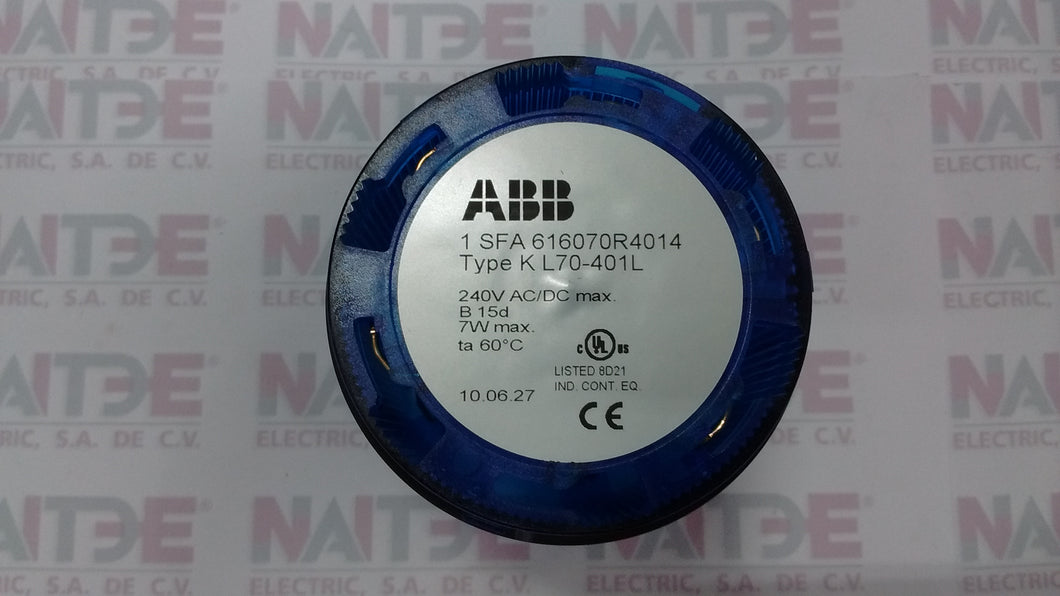 NAITEE®
ELECTRIC, S.A. DE C.V.
ABB
1 SFA 616070R4014
Type K L70-401L
240V AC/DC max.
B 15d
7W max.
ta 60°C
C UL US
LISTED 8D21
IND. CONT. EQ.
10.06.27
CE